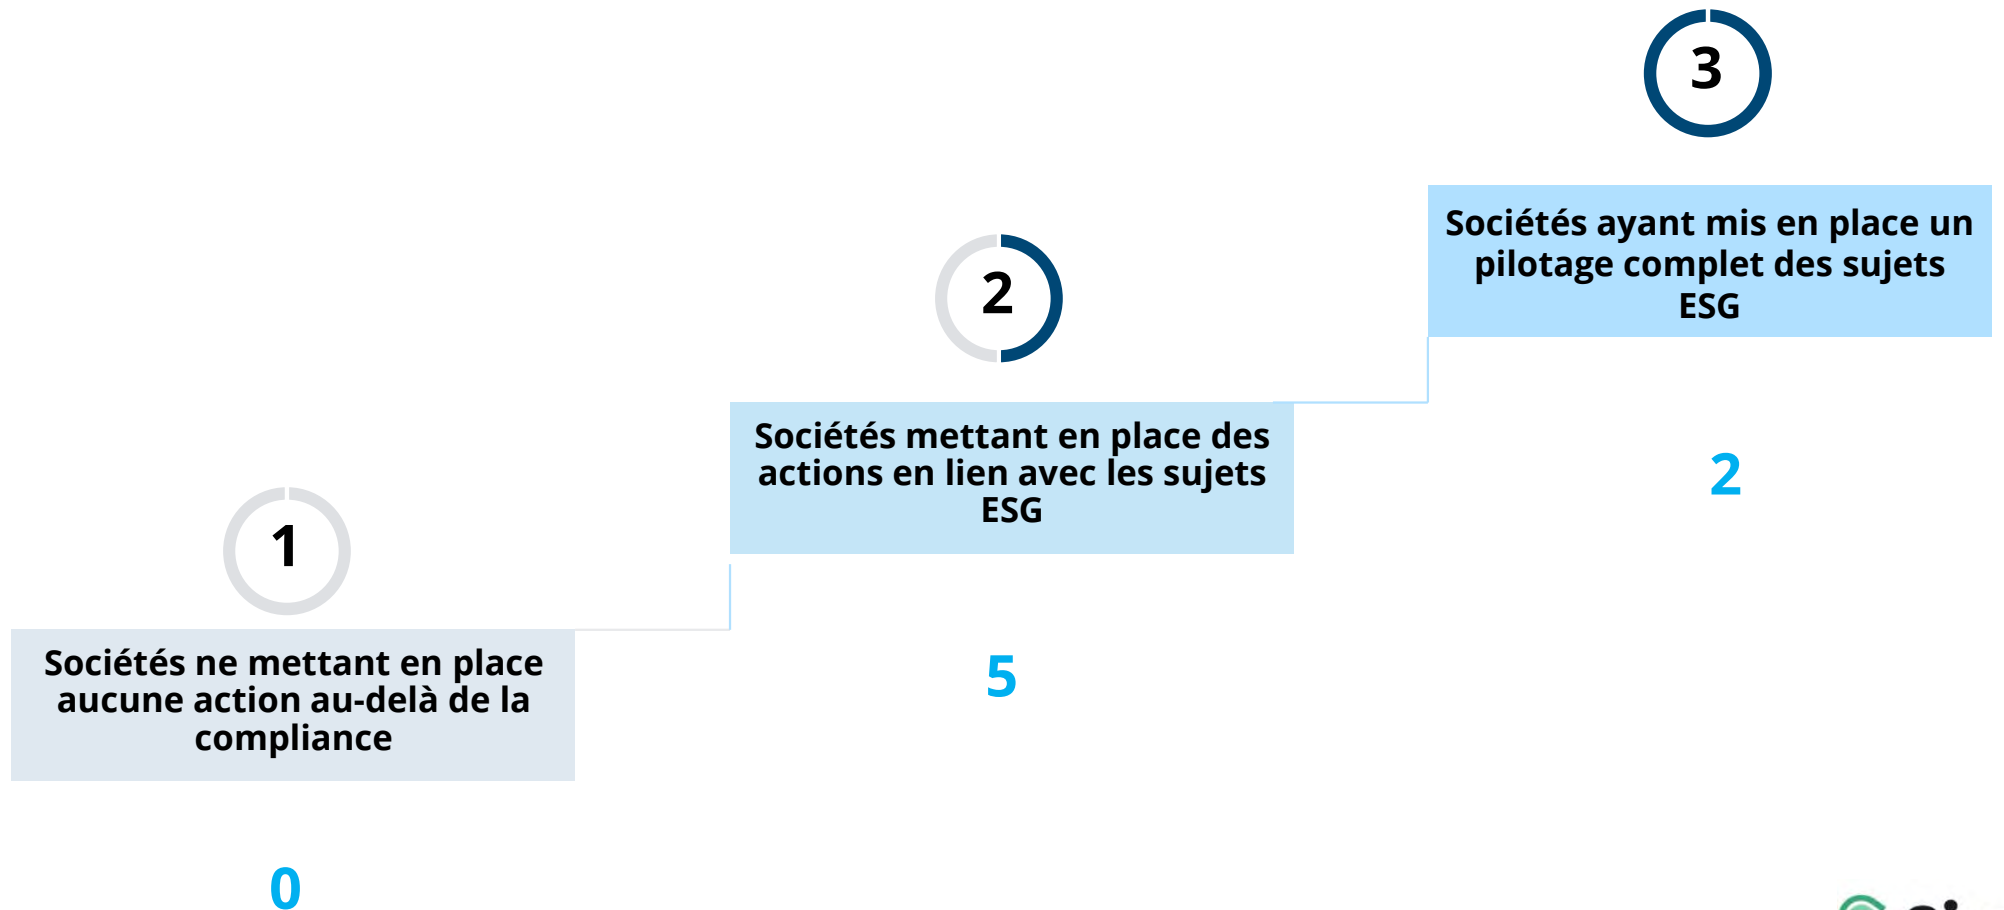 3
Sociétés ayant mis en place un
pilotage complet des sujets
ESG
2
2
Sociétés mettant en place des
actions en lien avec les sujets
ESG
5
1
Sociétés ne mettant en place
aucune action au-delà de la
compliance
0